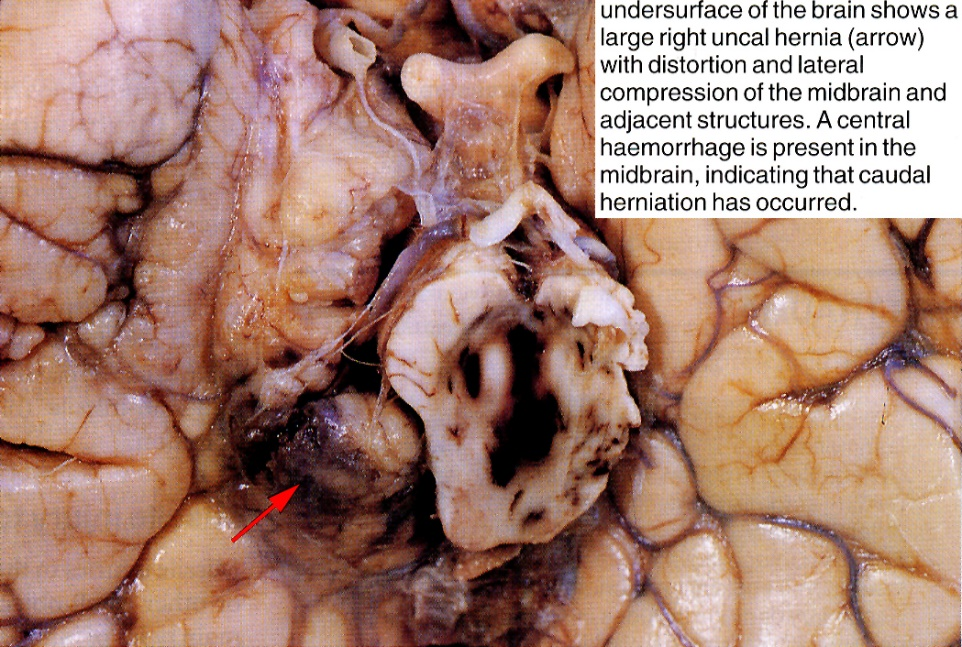 undersurface of the brain shows a
large right uncal hernia (arrow)
with distortion and lateral
compression of the midbrain and
adjacent structures. A central
haemorrhage is present in the
midbrain, indicating that caudal
herniation has occurred.